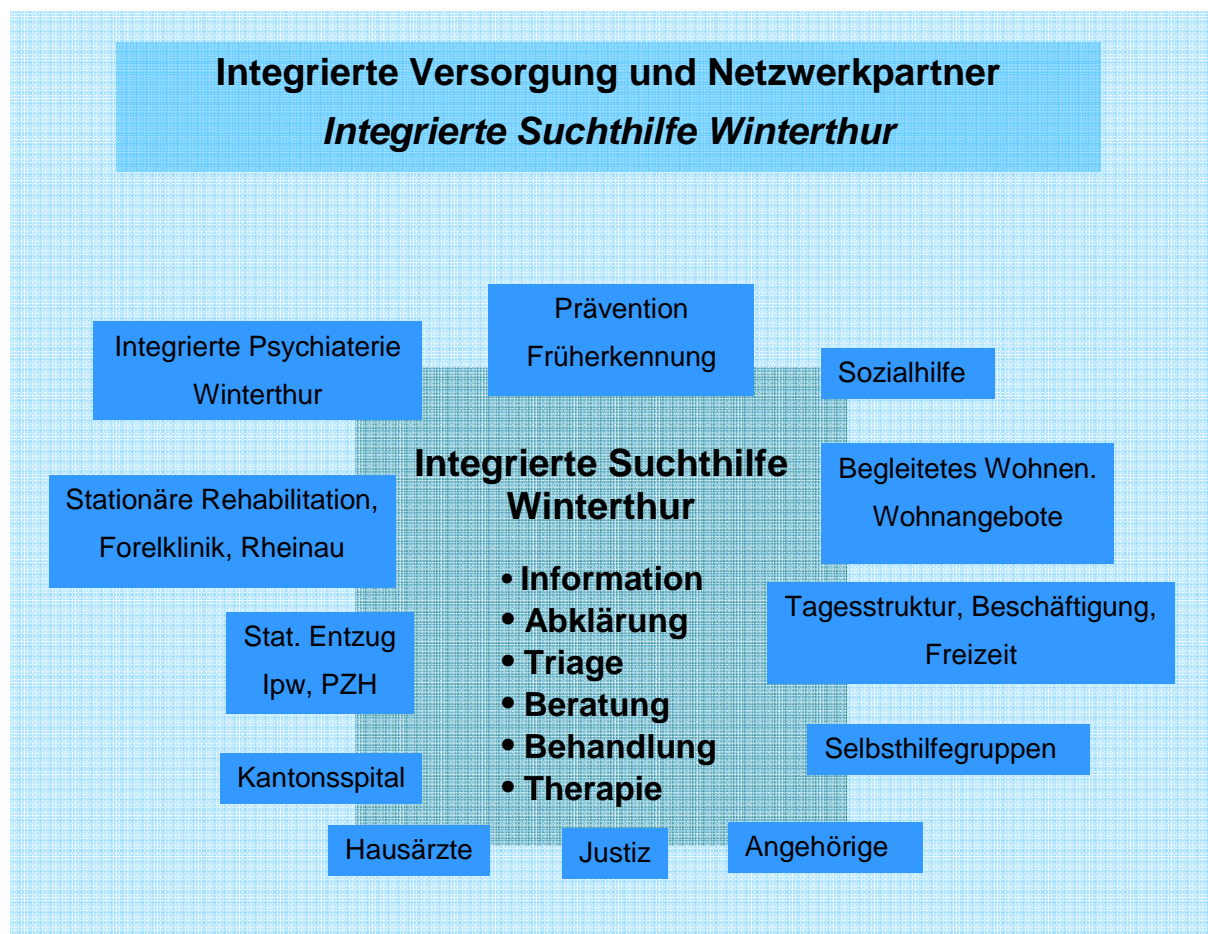 Integrierte Versorgung und Netzwerkpartner
Integrierte Suchthilfe Winterthur
Prävention
Früherkennung
Integrierte Psychiaterie
Winterthur
Sozialhilfe
Integrierte Suchthilfe
Winterthur
Begleitetes Wohnen.
Wohnangebote
Stationäre Rehabilitation,
Forelklinik, Rheinau
• Information
• Abklärung
• Triage
• Beratung
• Behandlung
• Therapie
Tagesstruktur, Beschäftigung,
Freizeit
Stat. Entzug
Ipw, PZH
Selbsthilfegruppen
Kantonsspital
Hausärzte
Justiz
Angehörige